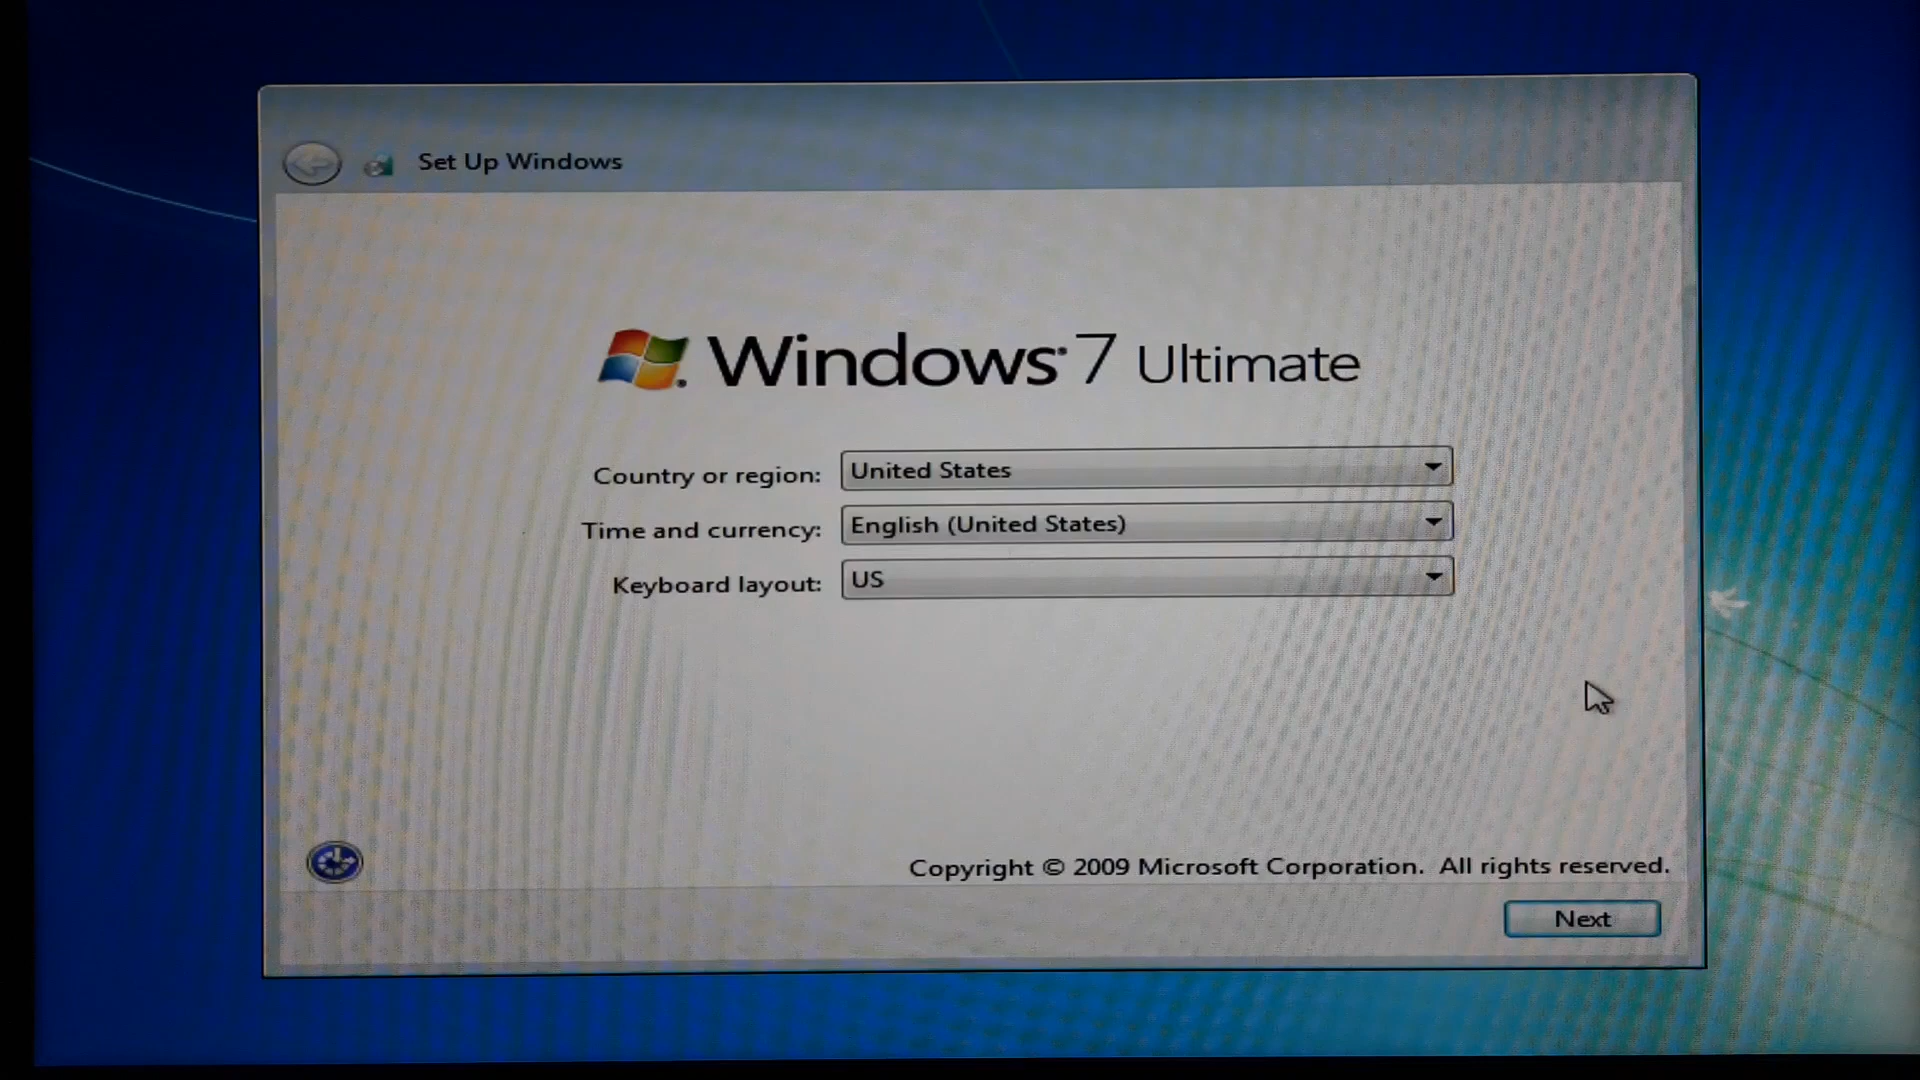 Set Up Windows
Windows® 7 Ultimate
Country or region: United States
Time and currency: English (United States)
Keyboard layout: US
Copyright © 2009 Microsoft Corporation. All rights reserved.
Next